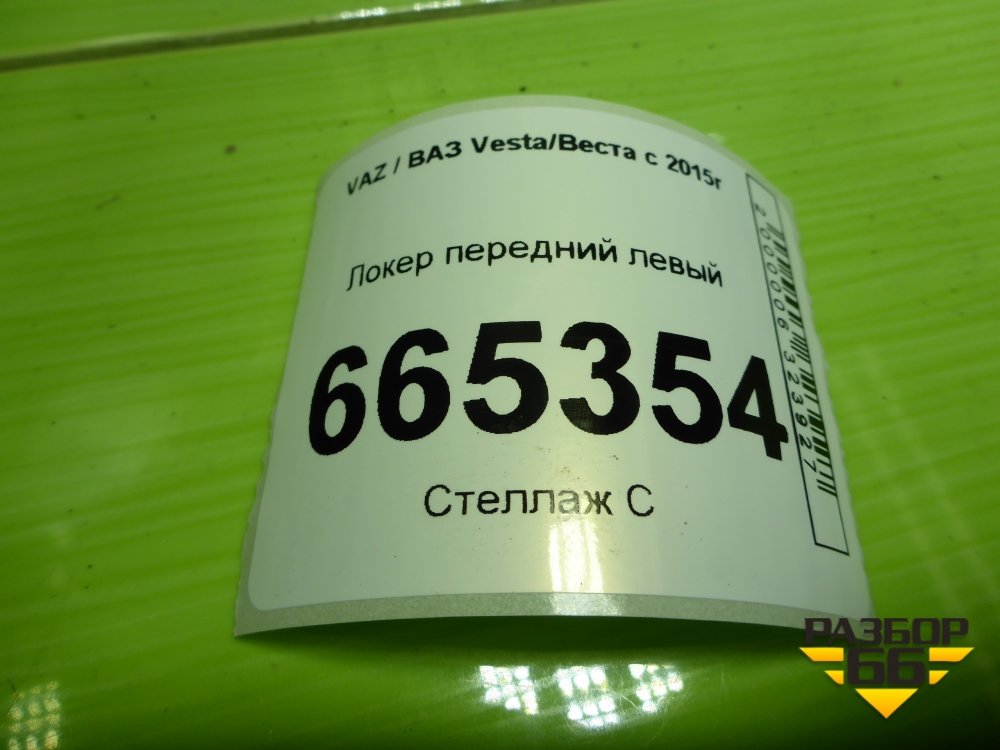 VAZ / ВАЗ Vesta/Веста с 2015г
Локер передний левый
665354
Стеллаж С
2000006323927
РАЗБОР
66